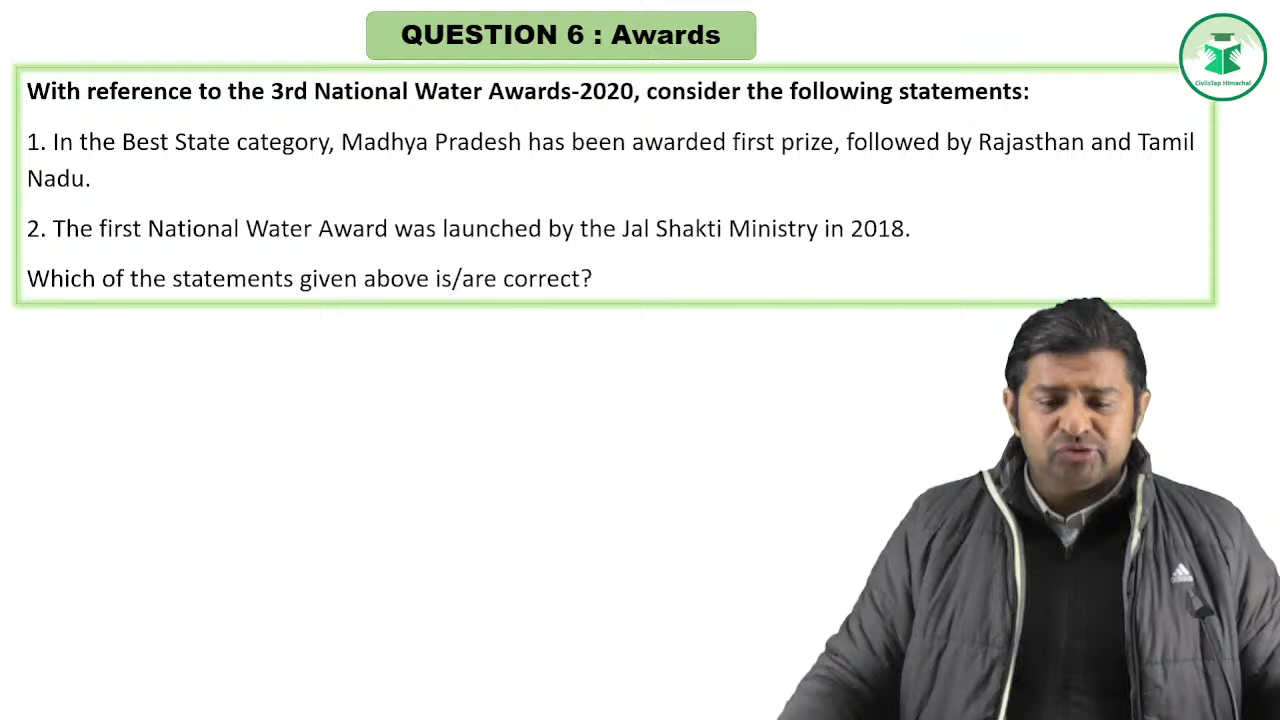 QUESTION 6 : Awards
CivilsTap Himachal
With reference to the 3rd National Water Awards-2020, consider the following statements:
1. In the Best State category, Madhya Pradesh has been awarded first prize, followed by Rajasthan and Tamil
Nadu.
2. The first National Water Award was launched by the Jal Shakti Ministry in 2018.
Which of the statements given above is/are correct?
adidas